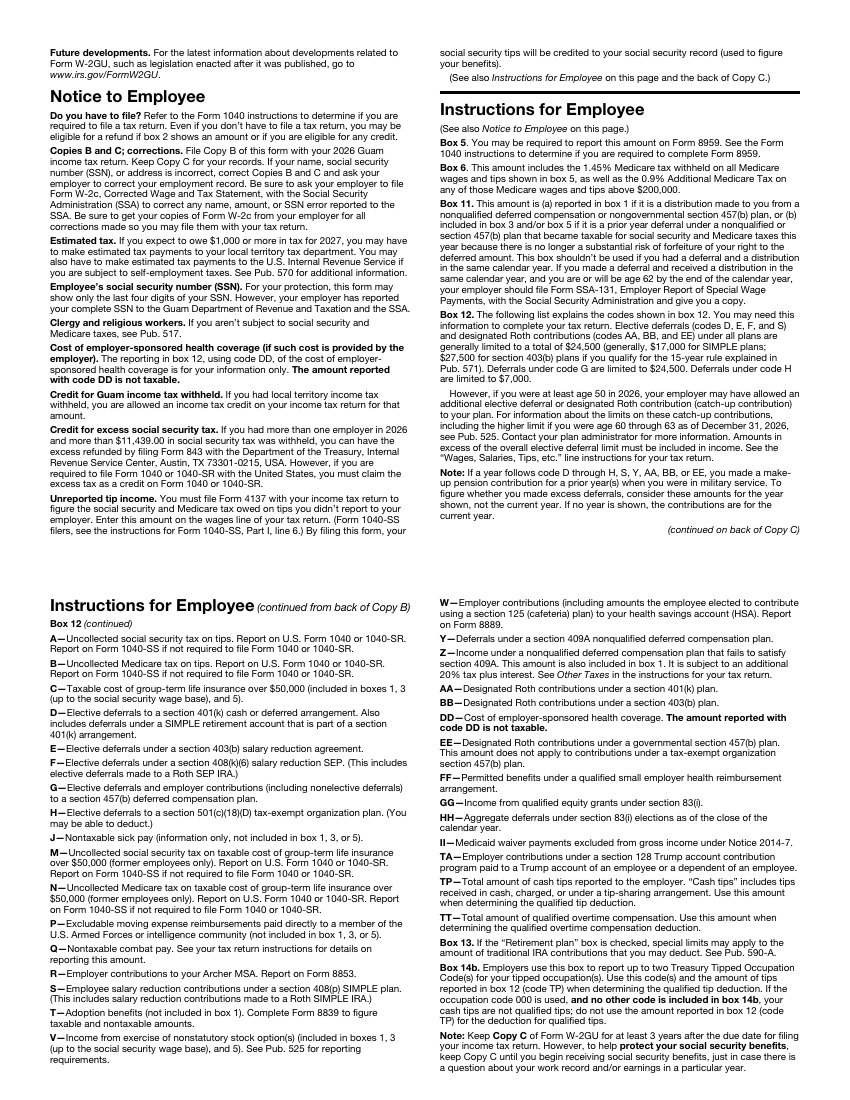 Future developments. For the latest information about developments related to
Form W-2GU, such as legislation enacted after it was published, go to
www.irs.gov/FormW2GU.
Notice to Employee
Do you have to file? Refer to the Form 1040 instructions to determine if you are
required to file a tax return. Even if you don't have to file a tax return, you may be
eligible for a refund if box 2 shows an amount or if you are eligible for any credit.
Copies B and C; corrections. File Copy B of this form with your 2026 Guam
income tax return. Keep Copy C for your records. If your name, social security
number (SSN), or address is incorrect, correct Copies B and C and ask your
employer to correct your employment record. Be sure to ask your employer to file
Form W-2c, Corrected Wage and Tax Statement, with the Social Security
Administration (SSA) to correct any name, amount, or SSN error reported to the
SSA. Be sure to get your copies of Form W-2c from your employer for all
corrections made so you may file them with your tax return.
Estimated tax. If you expect to owe $1,000 or more in tax for 2027, you may have
to make estimated tax payments to your local territory tax department. You may
also have to make estimated tax payments to the U.S. Internal Revenue Service if
you are subject to self-employment taxes. See Pub. 570 for additional information.
Employee's social security number (SSN). For your protection, this form may
show only the last four digits of your SSN. However, your employer has reported
your complete SSN to the Guam Department of Revenue and Taxation and the SSA.
Clergy and religious workers. If you aren't subject to social security and
Medicare taxes, see Pub. 517.
Cost of employer-sponsored health coverage (if such cost is provided by the
employer). The reporting in box 12, using code DD, of the cost of employer-
sponsored health coverage is for your information only. The amount reported
with code DD is not taxable.
Credit for Guam income tax withheld. If you had local territory income tax
withheld, you are allowed an income tax credit on your income tax return for that
amount.
Credit for excess social security tax. If you had more than one employer in 2026
and more than $11,439.00 in social security tax was withheld, you can have the
excess refunded by filing Form 843 with the Department of the Treasury, Internal
Revenue Service Center, Austin, TX 73301-0215, USA. However, if you are
required to file Form 1040 or 1040-SR with the United States, you must claim the
excess tax as a credit on Form 1040 or 1040-SR.
Unreported tip income. You must file Form 4137 with your income tax return to
figure the social security and Medicare tax owed on tips you didn't report to your
employer. Enter this amount on the wages line of your tax return. (Form 1040-SS
filers, see the instructions for Form 1040-SS, Part I, line 6.) By filing this form, your
social security tips will be credited to your social security record (used to figure
your benefits).
(See also Instructions for Employee on this page and the back of Copy C.)
Instructions for Employee
(See also Notice to Employee on this page.)
Box 5. You may be required to report this amount on Form 8959. See the Form
1040 instructions to determine if you are required to complete Form 8959.
Box 6. This amount includes the 1.45% Medicare tax withheld on all Medicare
wages and tips shown in box 5, as well as the 0.9% Additional Medicare Tax on
any of those Medicare wages and tips above $200,000.
Box 11. This amount is (a) reported in box 1 if it is a distribution made to you from a
nonqualified deferred compensation or nongovernmental section 457(b) plan, or (b)
included in box 3 and/or box 5 if it is a prior year deferral under a nonqualified or
section 457(b) plan that became taxable for social security and Medicare taxes this
year because there is no longer a substantial risk of forfeiture of your right to the
deferred amount. This box shouldn't be used if you had a deferral and a distribution
in the same calendar year. If you made a deferral and received a distribution in the
same calendar year, and you are or will be age 62 by the end of the calendar year,
your employer should file Form SSA-131, Employer Report of Special Wage
Payments, with the Social Security Administration and give you a copy.
Box 12. The following list explains the codes shown in box 12. You may need this
information to complete your tax return. Elective deferrals (codes D, E, F, and S)
and designated Roth contributions (codes AA, BB, and EE) under all plans are
generally limited to a total of $24,500 (generally, $17,000 for SIMPLE plans;
$27,500 for section 403(b) plans if you qualify for the 15-year rule explained in
Pub. 571). Deferrals under code G are limited to $24,500. Deferrals under code H
are limited to $7,000.
However, if you were at least age 50 in 2026, your employer may have allowed an
additional elective deferral or designated Roth contribution (catch-up contribution)
to your plan. For information about the limits on these catch-up contributions,
including the higher limit if you were age 60 through 63 as of December 31, 2026,
see Pub. 525. Contact your plan administrator for more information. Amounts in
excess of the overall elective deferral limit must be included in income. See the
"Wages, Salaries, Tips, etc." line instructions for your tax return.
Note: If a year follows code D through H, S, Y, AA, BB, or EE, you made a make-
up pension contribution for a prior year(s) when you were in military service. To
figure whether you made excess deferrals, consider these amounts for the year
shown, not the current year. If no year is shown, the contributions are for the
current year.
(continued on back of Copy C)
Instructions for Employee (continued from back of Copy B)
Box 12 (continued)
A—Uncollected social security tax on tips. Report on U.S. Form 1040 or 1040-SR.
Report on Form 1040-SS if not required to file Form 1040 or 1040-SR.
B—Uncollected Medicare tax on tips. Report on U.S. Form 1040 or 1040-SR.
Report on Form 1040-SS if not required to file Form 1040 or 1040-SR.
C—Taxable cost of group-term life insurance over $50,000 (included in boxes 1, 3
(up to the social security wage base), and 5).
D—Elective deferrals to a section 401(k) cash or deferred arrangement. Also
includes deferrals under a SIMPLE retirement account that is part of a section
401(k) arrangement.
E—Elective deferrals under a section 403(b) salary reduction agreement.
F—Elective deferrals under a section 408(k)(6) salary reduction SEP. (This includes
elective deferrals made to a Roth SEP IRA.)
G—Elective deferrals and employer contributions (including nonelective deferrals)
to a section 457(b) deferred compensation plan.
H—Elective deferrals to a section 501(c)(18)(D) tax-exempt organization plan. (You
may be able to deduct.)
J—Nontaxable sick pay (information only, not included in box 1, 3, or 5).
M—Uncollected social security tax on taxable cost of group-term life insurance
over $50,000 (former employees only). Report on U.S. Form 1040 or 1040-SR.
Report on Form 1040-SS if not required to file Form 1040 or 1040-SR.
N—Uncollected Medicare tax on taxable cost of group-term life insurance over
$50,000 (former employees only). Report on U.S. Form 1040 or 1040-SR. Report
on Form 1040-SS if not required to file Form 1040 or 1040-SR.
P—Excludable moving expense reimbursements paid directly to a member of the
U.S. Armed Forces or intelligence community (not included in box 1, 3, or 5).
Q—Nontaxable combat pay. See your tax return instructions for details on
reporting this amount.
R—Employer contributions to your Archer MSA. Report on Form 8853.
S—Employee salary reduction contributions under a section 408(p) SIMPLE plan.
(This includes salary reduction contributions made to a Roth SIMPLE IRA.)
T—Adoption benefits (not included in box 1). Complete Form 8839 to figure
taxable and nontaxable amounts.
V—Income from exercise of nonstatutory stock option(s) (included in boxes 1, 3
(up to the social security wage base), and 5). See Pub. 525 for reporting
requirements.
W—Employer contributions (including amounts the employee elected to contribute
using a section 125 (cafeteria) plan) to your health savings account (HSA). Report
on Form 8889.
Y—Deferrals under a section 409A nonqualified deferred compensation plan.
Z—Income under a nonqualified deferred compensation plan that fails to satisfy
section 409A. This amount is also included in box 1. It is subject to an additional
20% tax plus interest. See Other Taxes in the instructions for your tax return.
AA—Designated Roth contributions under a section 401(k) plan.
BB—Designated Roth contributions under a section 403(b) plan.
DD—Cost of employer-sponsored health coverage. The amount reported with
code DD is not taxable.
EE—Designated Roth contributions under a governmental section 457(b) plan.
This amount does not apply to contributions under a tax-exempt organization
section 457(b) plan.
FF—Permitted benefits under a qualified small employer health reimbursement
arrangement.
GG—Income from qualified equity grants under section 83(i).
HH—Aggregate deferrals under section 83(i) elections as of the close of the
calendar year.
II—Medicaid waiver payments excluded from gross income under Notice 2014-7.
TA—Employer contributions under a section 128 Trump account contribution
program paid to a Trump account of an employee or a dependent of an employee.
TP—Total amount of cash tips reported to the employer. "Cash tips" includes tips
received in cash, charged, or under a tip-sharing arrangement. Use this amount
when determining the qualified tip deduction.
TT—Total amount of qualified overtime compensation. Use this amount when
determining the qualified overtime compensation deduction.
Box 13. If the "Retirement plan" box is checked, special limits may apply to the
amount of traditional IRA contributions that you may deduct. See Pub. 590-A.
Box 14b. Employers use this box to report up to two Treasury Tipped Occupation
Code(s) for your tipped occupation(s). Use this code(s) and the amount of tips
reported in box 12 (code TP) when determining the qualified tip deduction. If the
occupation code 000 is used, and no other code is included in box 14b, your
cash tips are not qualified tips; do not use the amount reported in box 12 (code
TP) for the deduction for qualified tips.
Note: Keep Copy C of Form W-2GU for at least 3 years after the due date for filing
your income tax return. However, to help protect your social security benefits,
keep Copy C until you begin receiving social security benefits, just in case there is
a question about your work record and/or earnings in a particular year.